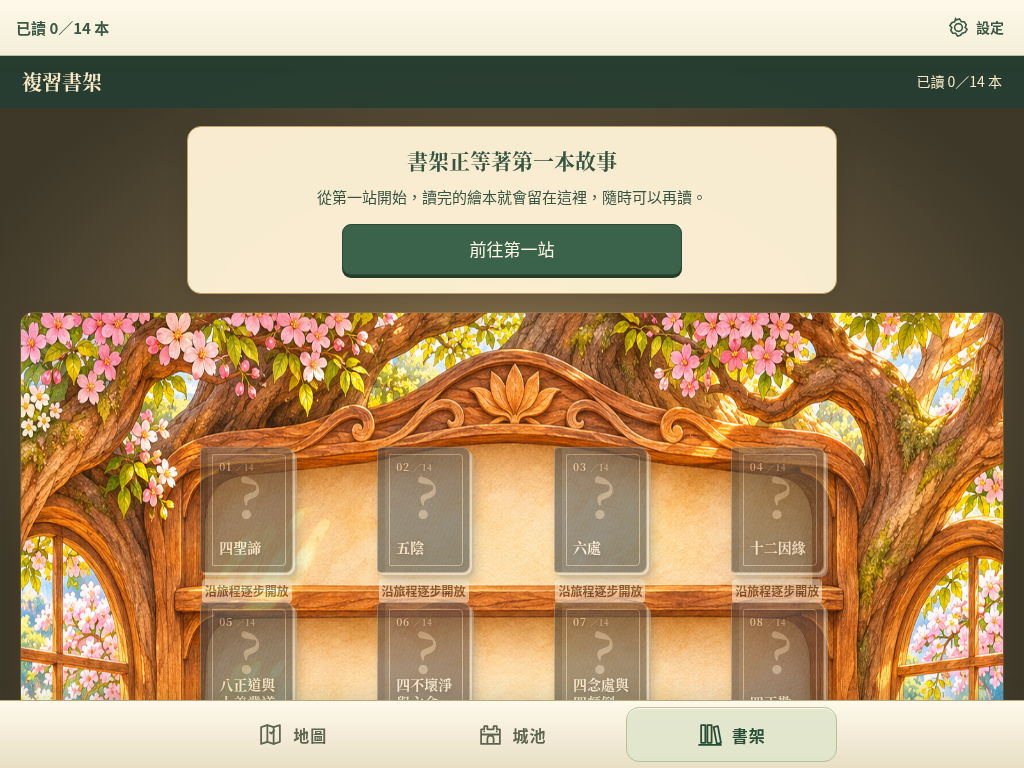 已讀 0／14 本
設定
複習書架
已讀 0／14 本
書架正等著第一本故事
從第一站開始，讀完的繪本就會留在這裡，隨時可以再讀。
前往第一站
01 ／ 14
?
四聖諦
沿旅程逐步開放
02 ／ 14
?
五陰
沿旅程逐步開放
03 ／ 14
?
六處
沿旅程逐步開放
04 ／ 14
?
十二因緣
沿旅程逐步開放
05 ／ 14
?
八正道與
06 ／ 14
?
四不壞淨
07 ／ 14
?
四念處與
08 ／ 14
?
地圖
城池
書架